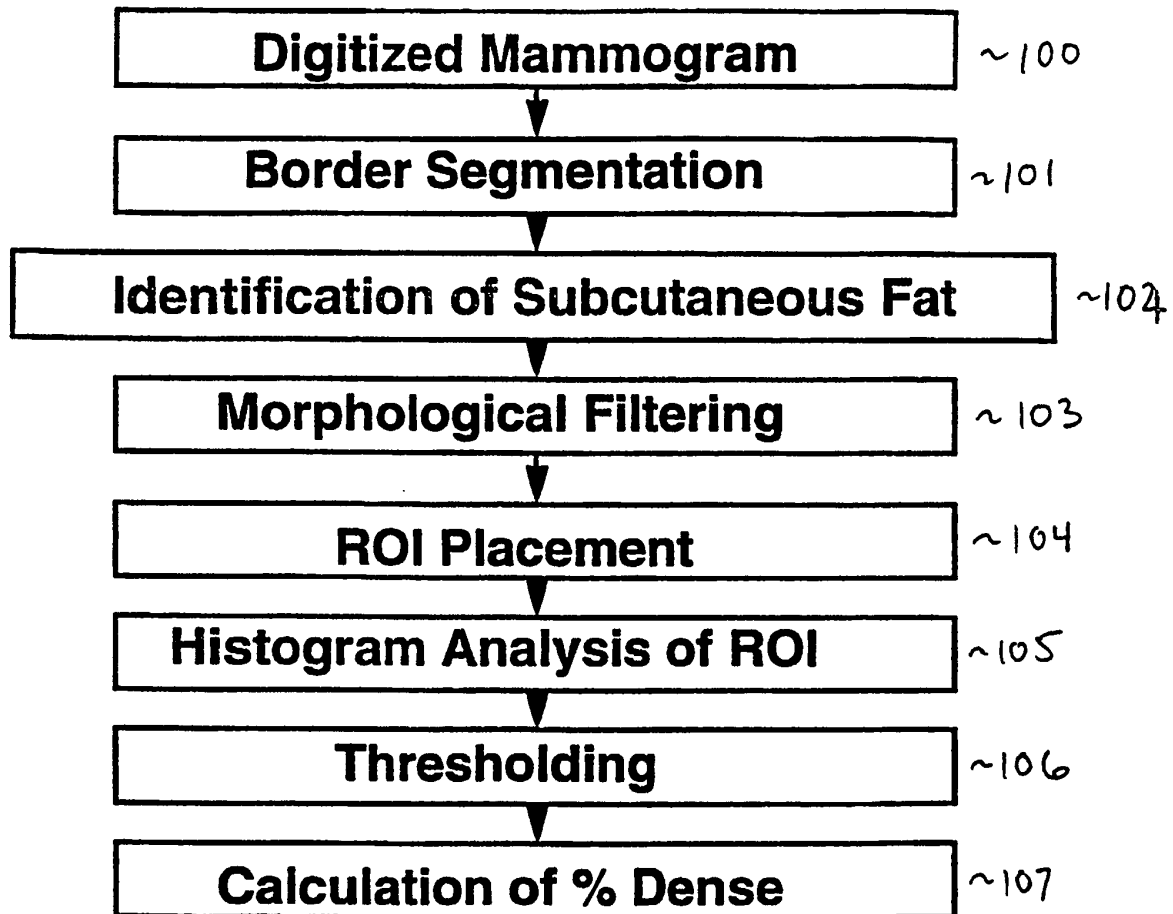 Digitized Mammogram ~100
Border Segmentation ~101
Identification of Subcutaneous Fat ~102
Morphological Filtering ~103
ROI Placement ~104
Histogram Analysis of ROI ~105
Thresholding ~106
Calculation of % Dense ~107